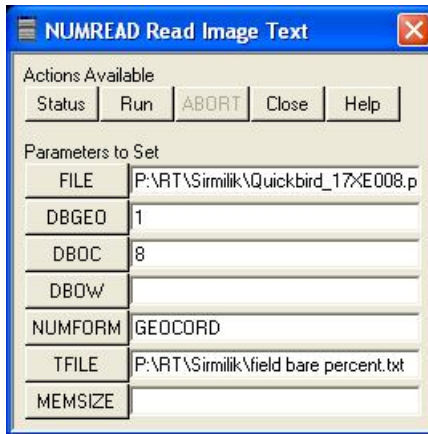 NUMREAD Read Image Text
Actions Available
Status Run ABORT Close Help
Parameters to Set
FILE P:\RT\Sirmilik\Quickbird_17XE008.p
DBGEO 1
DBOC 8
DBOW
NUMFORM GEOCORD
TFILE P:\RT\Sirmilik\field bare percent.txt
MEMSIZE